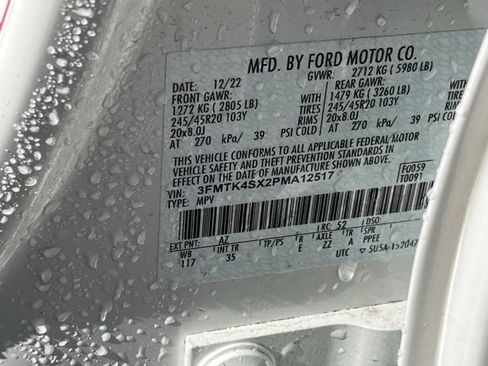 MFD. BY FORD MOTOR CO.
DATE: 12/22 GVWR: 2712 KG ( 5980 LB)
FRONT GAWR: REAR GAWR:
1272 KG ( 2805 LB) 1479 KG ( 3260 LB)
245/45R20 103Y TIRES 245/45R20 103Y TIRES
20x8.0J RIMS 20x8.0J RIMS
AT 270 kPa/ 39 PSI COLD AT 270 kPa/ 39 PSI COLD
THIS VEHICLE CONFORMS TO ALL APPLICABLE FEDERAL MOTOR
VEHICLE SAFETY AND THEFT PREVENTION STANDARDS IN
EFFECT ON THE DATE OF MANUFACTURE SHOWN ABOVE.
VIN: 3FMTK4SX2PMA12517 F0059
TYPE: MPV T0091
EXT PNT: AZ RC: 52 DSO:
WB INT TR TP/PS R AXLE TR SPR
117 35 E ZZ A PPEE
UTC